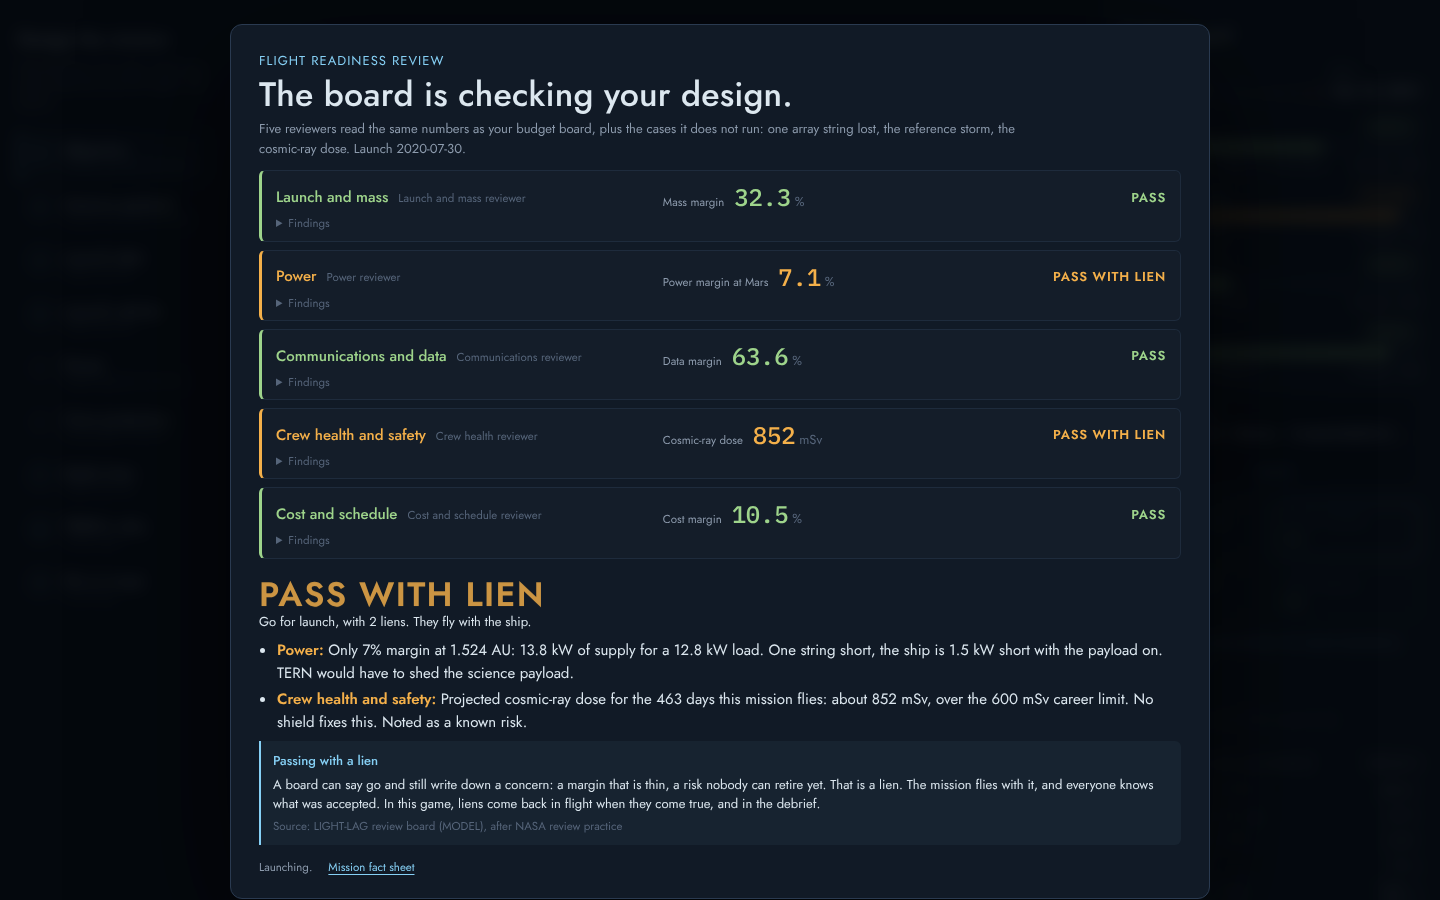 FLIGHT READINESS REVIEW
The board is checking your design.
Five reviewers read the same numbers as your budget board, plus the cases it does not run: one array string lost, the reference storm, the
cosmic-ray dose. Launch 2020-07-30.
Launch and mass Launch and mass reviewer Mass margin 32.3 % PASS
▶ Findings
Power Power reviewer Power margin at Mars 7.1 % PASS WITH LIEN
▶ Findings
Communications and data Communications reviewer Data margin 63.6 % PASS
▶ Findings
Crew health and safety Crew health reviewer Cosmic-ray dose 852 mSv PASS WITH LIEN
▶ Findings
Cost and schedule Cost and schedule reviewer Cost margin 10.5 % PASS
▶ Findings
PASS WITH LIEN
Go for launch, with 2 liens. They fly with the ship.
• Power: Only 7% margin at 1.524 AU: 13.8 kW of supply for a 12.8 kW load. One string short, the ship is 1.5 kW short with the payload on.
TERN would have to shed the science payload.
• Crew health and safety: Projected cosmic-ray dose for the 463 days this mission flies: about 852 mSv, over the 600 mSv career limit. No
shield fixes this. Noted as a known risk.
Passing with a lien
A board can say go and still write down a concern: a margin that is thin, a risk nobody can retire yet. That is a lien. The mission flies with it, and everyone knows
what was accepted. In this game, liens come back in flight when they come true, and in the debrief.
Source: LIGHT-LAG review board (MODEL), after NASA review practice
Launching. Mission fact sheet